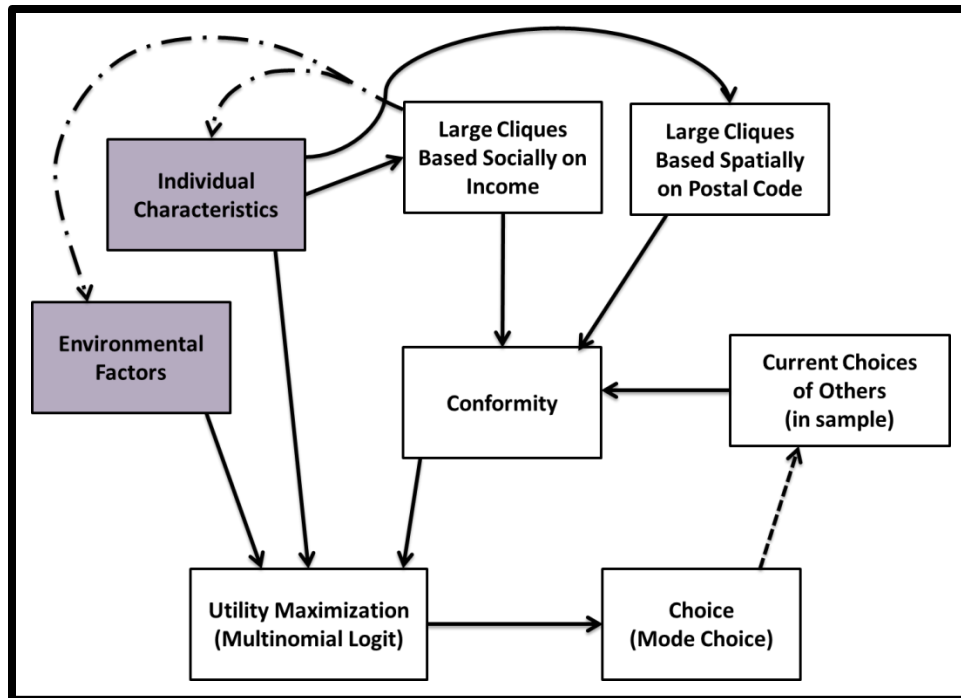 Large Cliques
Based Socially on
Income
Large Cliques
Based Spatially
on Postal Code
Individual
Characteristics
Environmental
Factors
Conformity
Current Choices
of Others
(in sample)
Utility Maximization
(Multinomial Logit)
Choice
(Mode Choice)